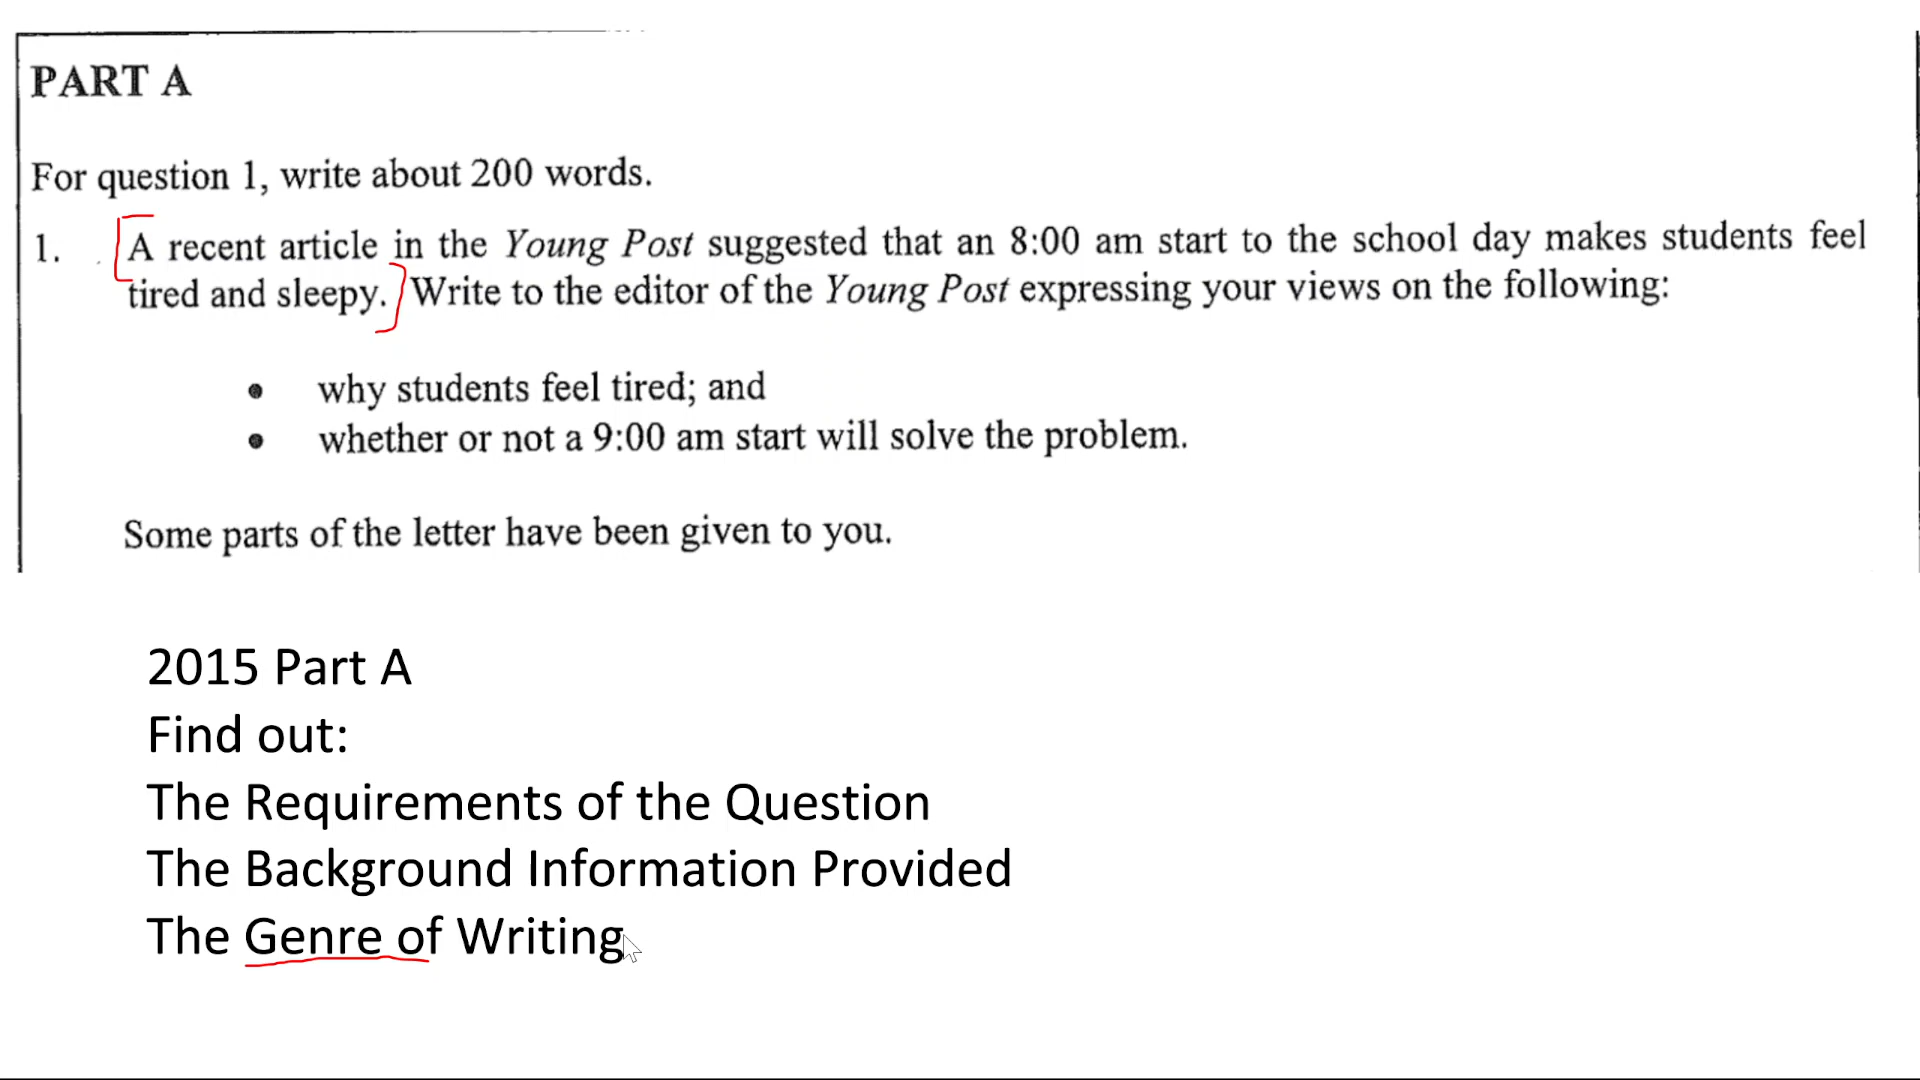 PART A
For question 1, write about 200 words.
1. A recent article in the Young Post suggested that an 8:00 am start to the school day makes students feel
tired and sleepy. Write to the editor of the Young Post expressing your views on the following:
• why students feel tired; and
• whether or not a 9:00 am start will solve the problem.
Some parts of the letter have been given to you.
2015 Part A
Find out:
The Requirements of the Question
The Background Information Provided
The Genre of Writing